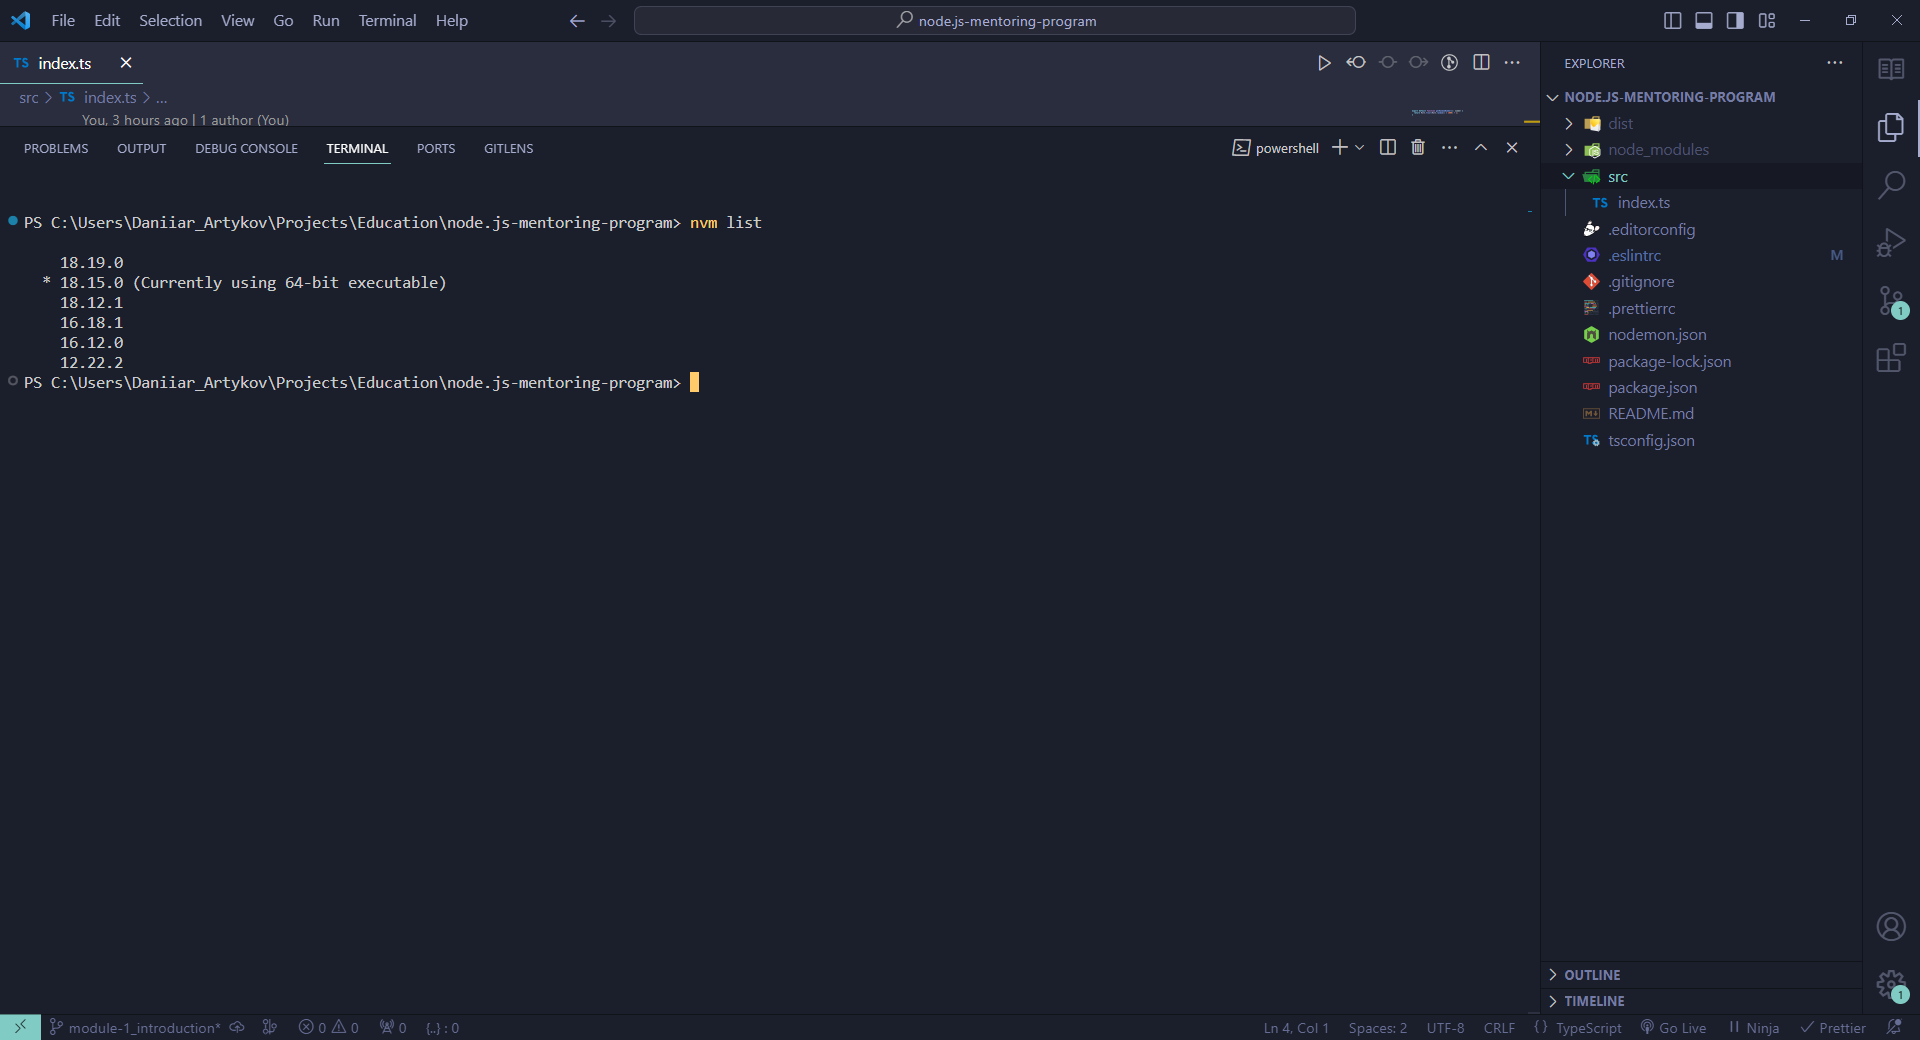 File Edit Selection View Go Run Terminal Help
node.js-mentoring-program
TS index.ts
src > TS index.ts > ...
You, 3 hours ago | 1 author (You)
PROBLEMS OUTPUT DEBUG CONSOLE TERMINAL PORTS GITLENS
powershell
PS C:\Users\Daniiar_Artykov\Projects\Education\node.js-mentoring-program> nvm list
18.19.0
* 18.15.0 (Currently using 64-bit executable)
18.12.1
16.18.1
16.12.0
12.22.2
PS C:\Users\Daniiar_Artykov\Projects\Education\node.js-mentoring-program>
EXPLORER
NODE.JS-MENTORING-PROGRAM
dist
node_modules
src
TS index.ts
.editorconfig
.eslintrc M
.gitignore
.prettierrc
nodemon.json
package-lock.json
package.json
README.md
TS tsconfig.json
OUTLINE
TIMELINE
1
1
module-1_introduction* 0 0 0 {..} : 0
Ln 4, Col 1 Spaces: 2 UTF-8 CRLF {} TypeScript Go Live Ninja Prettier